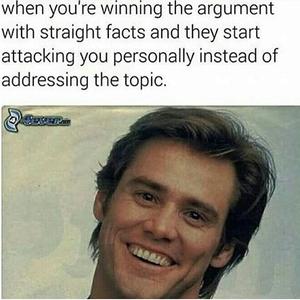 when you're winning the argument
with straight facts and they start
attacking you personally instead of
addressing the topic.